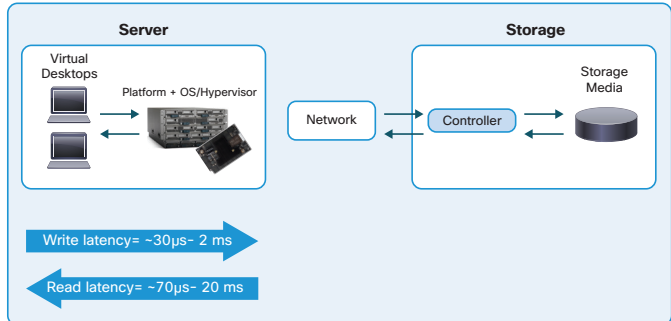 Server
Storage
Virtual
Desktops
Platform + OS/Hypervisor
Network
Controller
Storage
Media
Write latency= ~30µs- 2 ms
Read latency= ~70µs- 20 ms